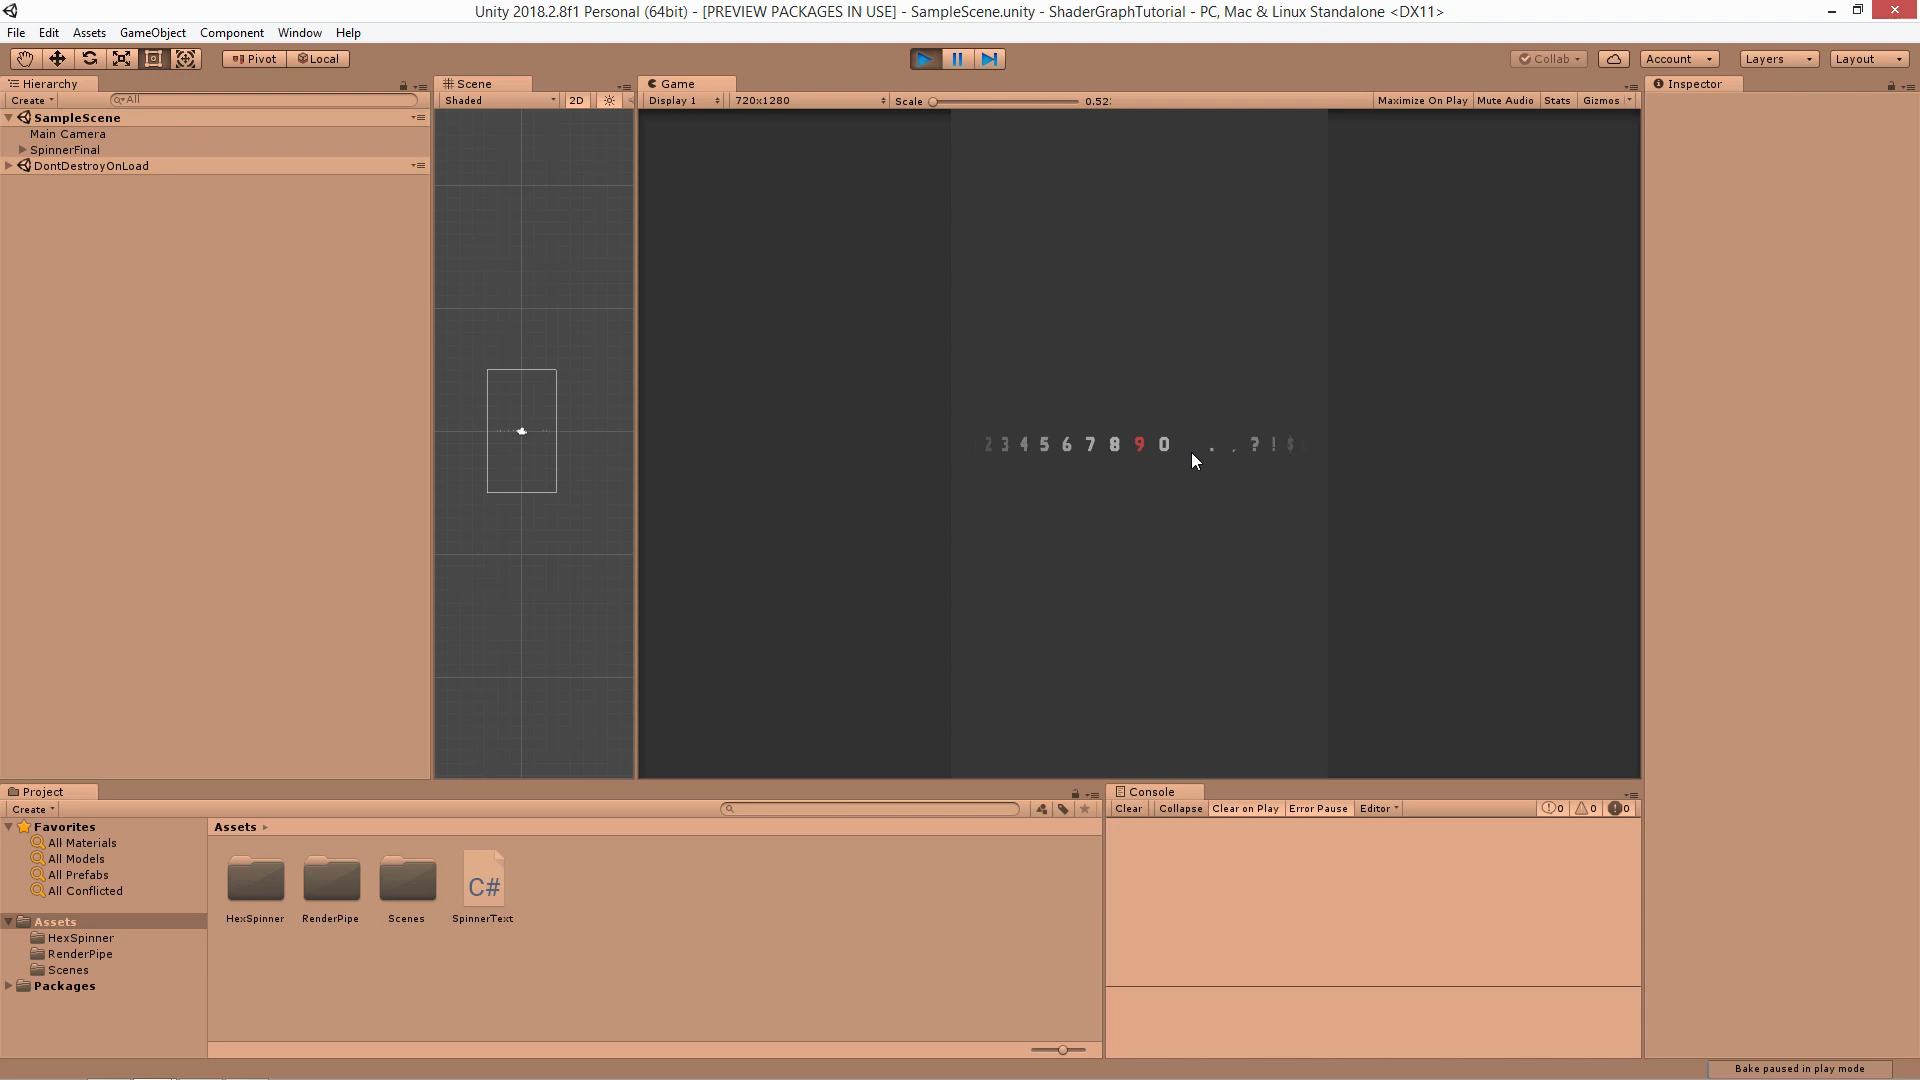 Unity 2018.2.8f1 Personal (64bit) - [PREVIEW PACKAGES IN USE] - SampleScene.unity - ShaderGraphTutorial - PC, Mac & Linux Standalone <DX11>
File Edit Assets GameObject Component Window Help
Pivot Local Collab Account Layers Layout
Hierarchy Scene Game Inspector
Create All Shaded 2D Display 1 720x1280 Scale 0.52: Maximize On Play Mute Audio Stats Gizmos
SampleScene
Main Camera
SpinnerFinal
DontDestroyOnLoad
2 3 4 5 6 7 8 9 0 . , ? ! $
Project Console
Create Clear Collapse Clear on Play Error Pause Editor 0 0 0
Favorites
All Materials
All Models
All Prefabs
All Conflicted
Assets
HexSpinner
RenderPipe
Scenes
Packages
Assets
C#
HexSpinner RenderPipe Scenes SpinnerText
Bake paused in play mode